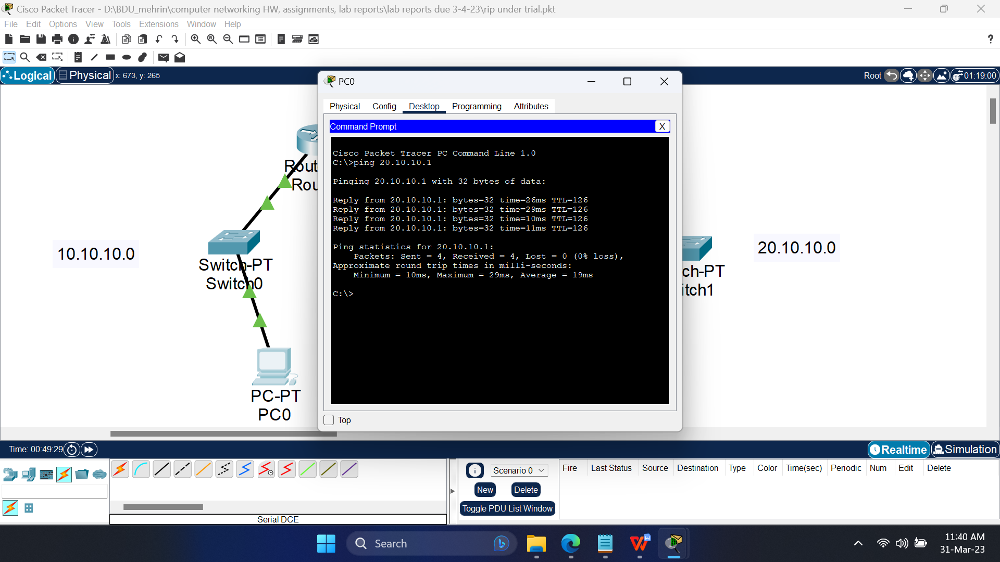 Cisco Packet Tracer - D:\BDU_mehrin\computer networking HW, assignments, lab reports\lab reports due 3-4-23\rip under trial.pkt
File Edit Options View Tools Extensions Window Help
?
Logical Physical x: 673, y: 265
Root 01:19:00
PC0
Physical Config Desktop Programming Attributes
Command Prompt X
Cisco Packet Tracer PC Command Line 1.0
C:\>ping 20.10.10.1
Pinging 20.10.10.1 with 32 bytes of data:
Reply from 20.10.10.1: bytes=32 time=26ms TTL=126
Reply from 20.10.10.1: bytes=32 time=29ms TTL=126
Reply from 20.10.10.1: bytes=32 time=10ms TTL=126
Reply from 20.10.10.1: bytes=32 time=11ms TTL=126
Ping statistics for 20.10.10.1:
Packets: Sent = 4, Received = 4, Lost = 0 (0% loss),
Approximate round trip times in milli-seconds:
Minimum = 10ms, Maximum = 29ms, Average = 19ms
C:\>
Top
Rout
Rou
10.10.10.0
Switch-PT
Switch0
PC-PT
PC0
20.10.10.0
ch-PT
itch1
Time: 00:49:29
Realtime Simulation
Scenario 0
New Delete
Toggle PDU List Window
Fire Last Status Source Destination Type Color Time(sec) Periodic Num Edit Delete
Serial DCE
Search
11:40 AM
31-Mar-23